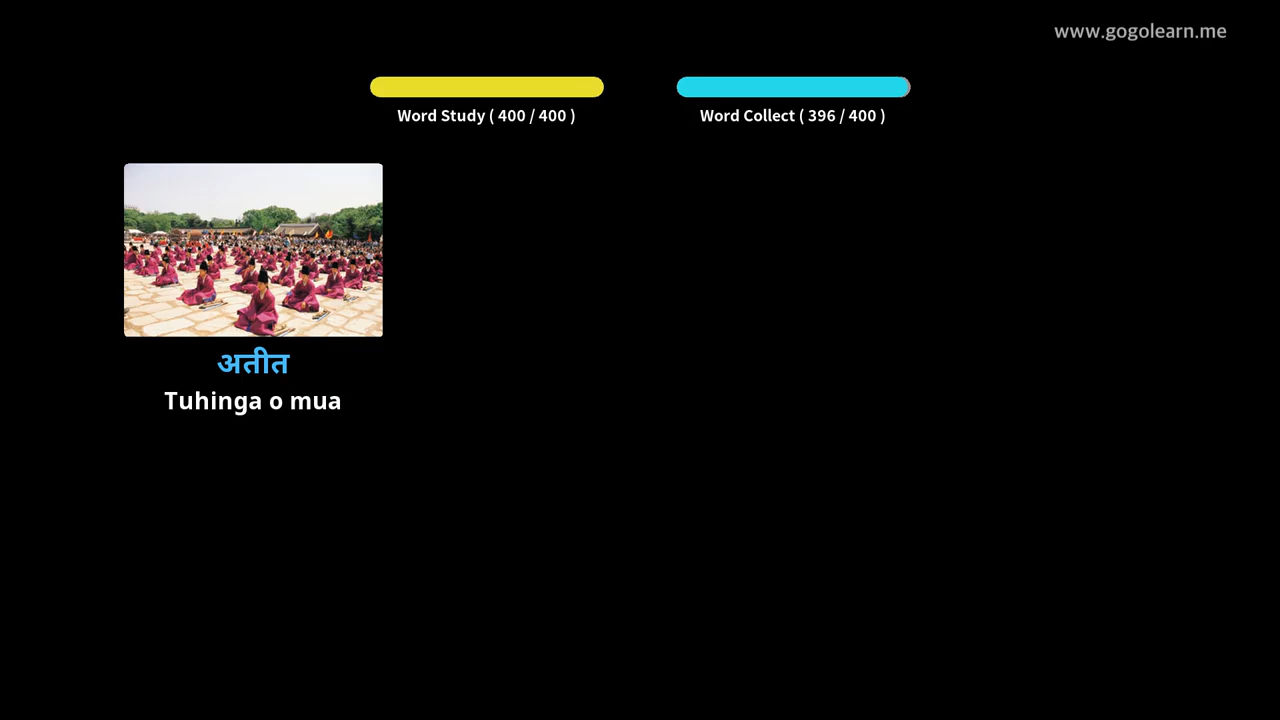 www.gogolearn.me
Word Study ( 400 / 400 )
Word Collect ( 396 / 400 )
अतीत
Tuhinga o mua